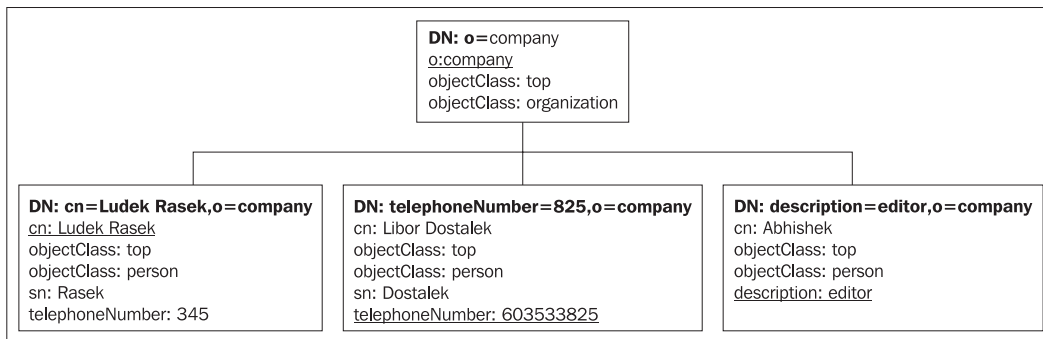 DN: o=company
o:company
objectClass: top
objectClass: organization
DN: cn=Ludek Rasek,o=company
cn: Ludek Rasek
objectClass: top
objectClass: person
sn: Rasek
telephoneNumber: 345
DN: telephoneNumber=825,o=company
cn: Libor Dostalek
objectClass: top
objectClass: person
sn: Dostalek
telephoneNumber: 603533825
DN: description=editor,o=company
cn: Abhishek
objectClass: top
objectClass: person
description: editor